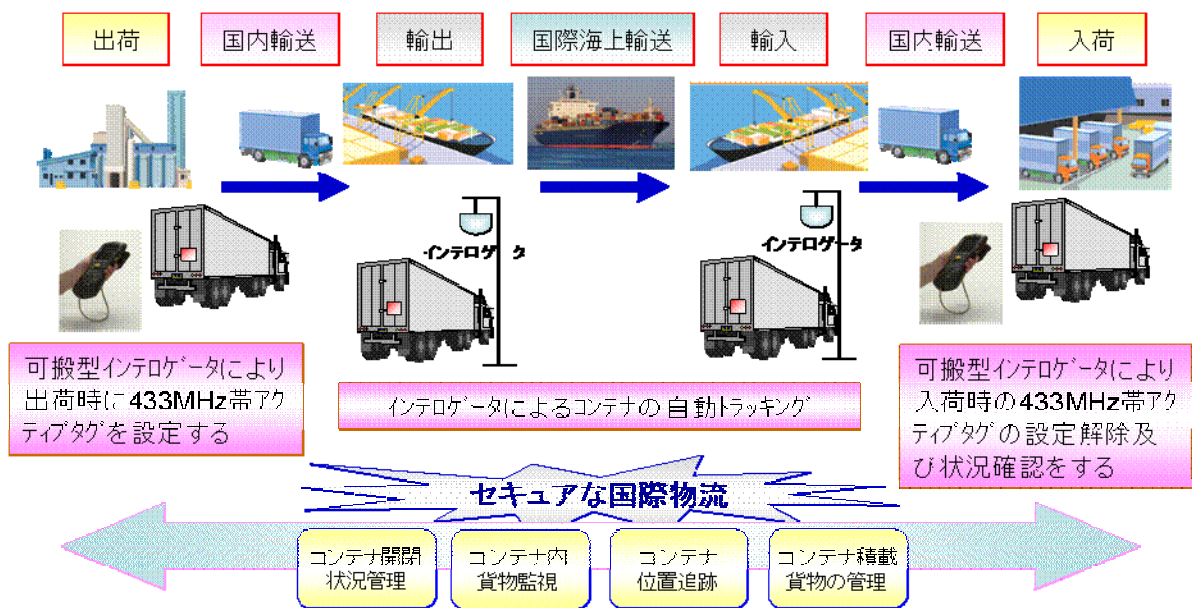 出荷
国内輸送
輸出
国際海上輸送
輸入
国内輸送
入荷
インテロゲータ
インテロゲータ
可搬型インテロゲータにより
出荷時に433MHz帯アク
ティブタグを設定する
インテロゲータによるコンテナの自動トラッキング
可搬型インテロゲータにより
入荷時の433MHz帯アク
ティブタグの設定解除及
び状況確認をする
セキュアな国際物流
コンテナ開閉
状況管理
コンテナ内
貨物監視
コンテナ
位置追跡
コンテナ積載
貨物の管理